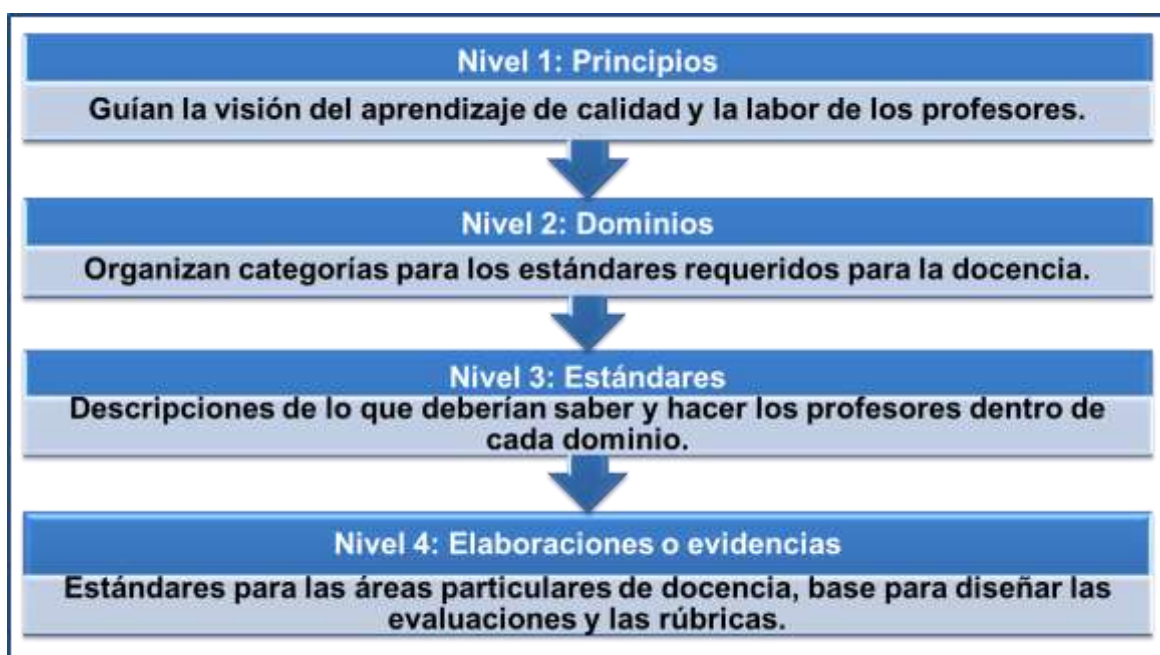 Nivel 1: Principios
Guían la visión del aprendizaje de calidad y la labor de los profesores.
Nivel 2: Dominios
Organizan categorías para los estándares requeridos para la docencia.
Nivel 3: Estándares
Descripciones de lo que deberían saber y hacer los profesores dentro de
cada dominio.
Nivel 4: Elaboraciones o evidencias
Estándares para las áreas particulares de docencia, base para diseñar las
evaluaciones y las rúbricas.